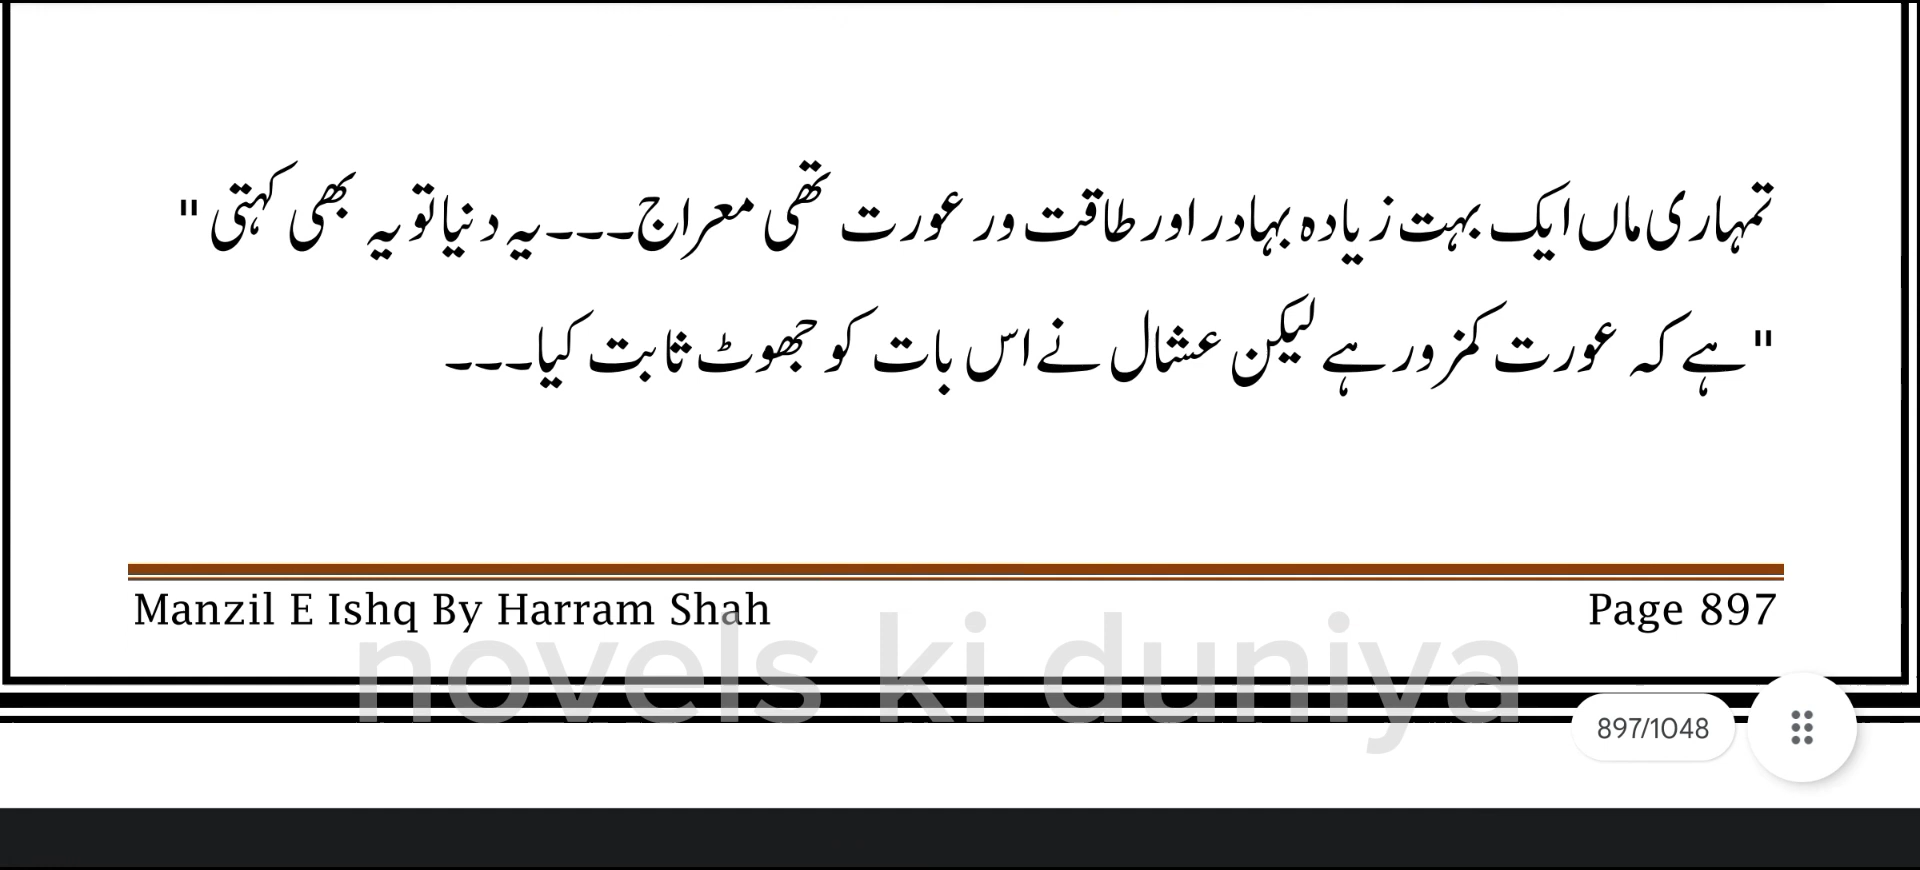 تمہاری ماں ایک بہت زیادہ بہادر اور طاقت ور عورت تھی معراج۔۔۔یہ دنیا تو یہ بھی کہتی "
"ہے کہ عورت کمزور ہے لیکن عشال نے اس بات کو جھوٹ ثابت کیا۔۔۔
Manzil E Ishq By Harram Shah Page 897
novels ki duniya
897/1048